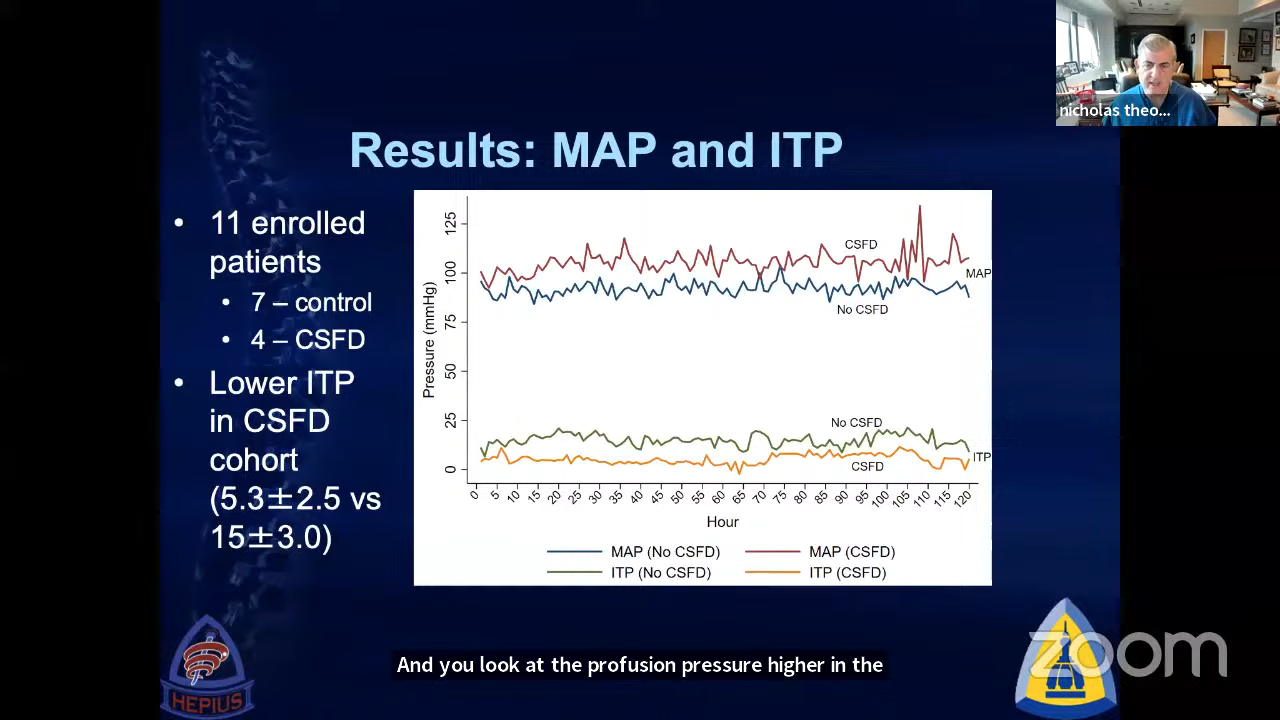 nicholas theo...
Results: MAP and ITP
• 11 enrolled
patients
• 7 – control
• 4 – CSFD
• Lower ITP
in CSFD
cohort
(5.3±2.5 vs
15±3.0)
Pressure (mmHg)
125
100
75
50
25
0
CSFD
MAP
No CSFD
No CSFD
ITP
CSFD
0 5 10 15 20 25 30 35 40 45 50 55 60 65 70 75 80 85 90 95 100 105 110 115 120
Hour
MAP (No CSFD) MAP (CSFD)
ITP (No CSFD) ITP (CSFD)
zoom
HEPIUS
And you look at the profusion pressure higher in the